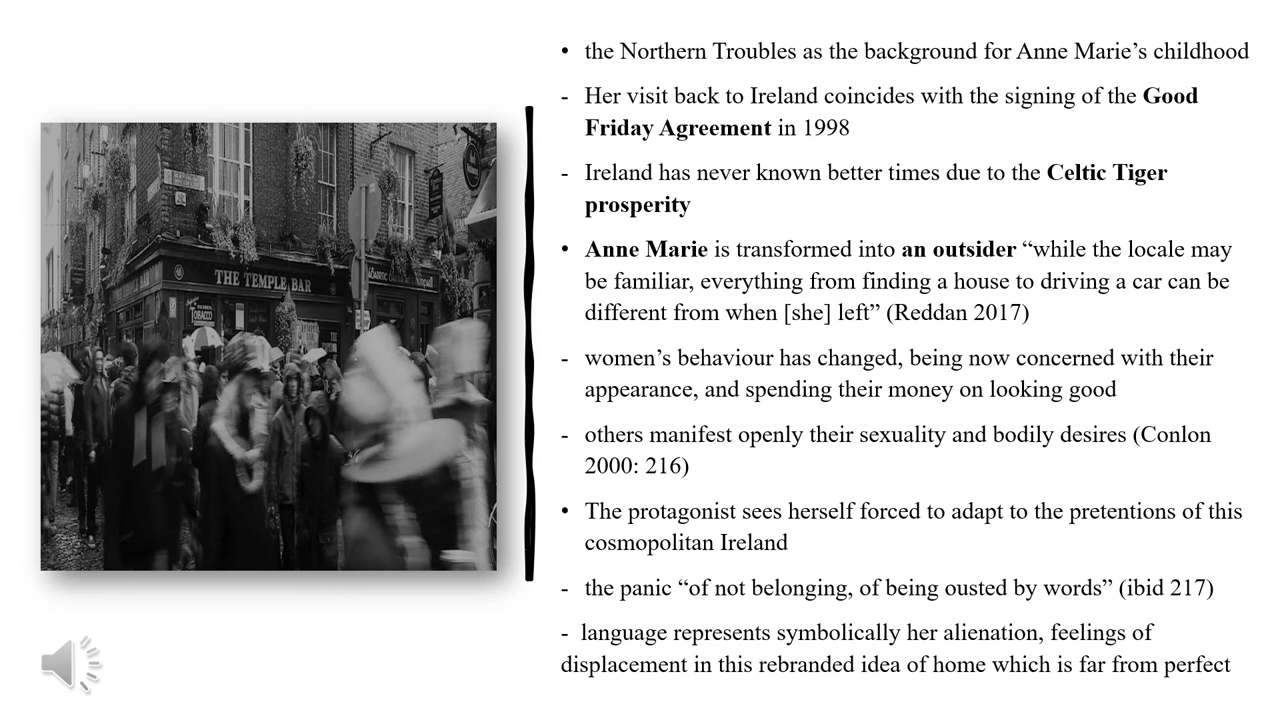 THE TEMPLE BAR
TOBACCO
• the Northern Troubles as the background for Anne Marie’s childhood
- Her visit back to Ireland coincides with the signing of the Good
Friday Agreement in 1998
- Ireland has never known better times due to the Celtic Tiger
prosperity
• Anne Marie is transformed into an outsider “while the locale may
be familiar, everything from finding a house to driving a car can be
different from when [she] left” (Reddan 2017)
- women’s behaviour has changed, being now concerned with their
appearance, and spending their money on looking good
- others manifest openly their sexuality and bodily desires (Conlon
2000: 216)
• The protagonist sees herself forced to adapt to the pretentions of this
cosmopolitan Ireland
- the panic “of not belonging, of being ousted by words” (ibid 217)
- language represents symbolically her alienation, feelings of
displacement in this rebranded idea of home which is far from perfect